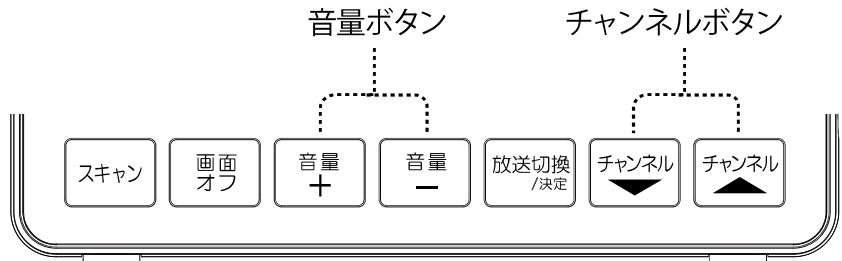 音量ボタン
チャンネルボタン
スキャン
画面
オフ
音量
+
音量
−
放送切換
/決定
チャンネル
▼
チャンネル
▲